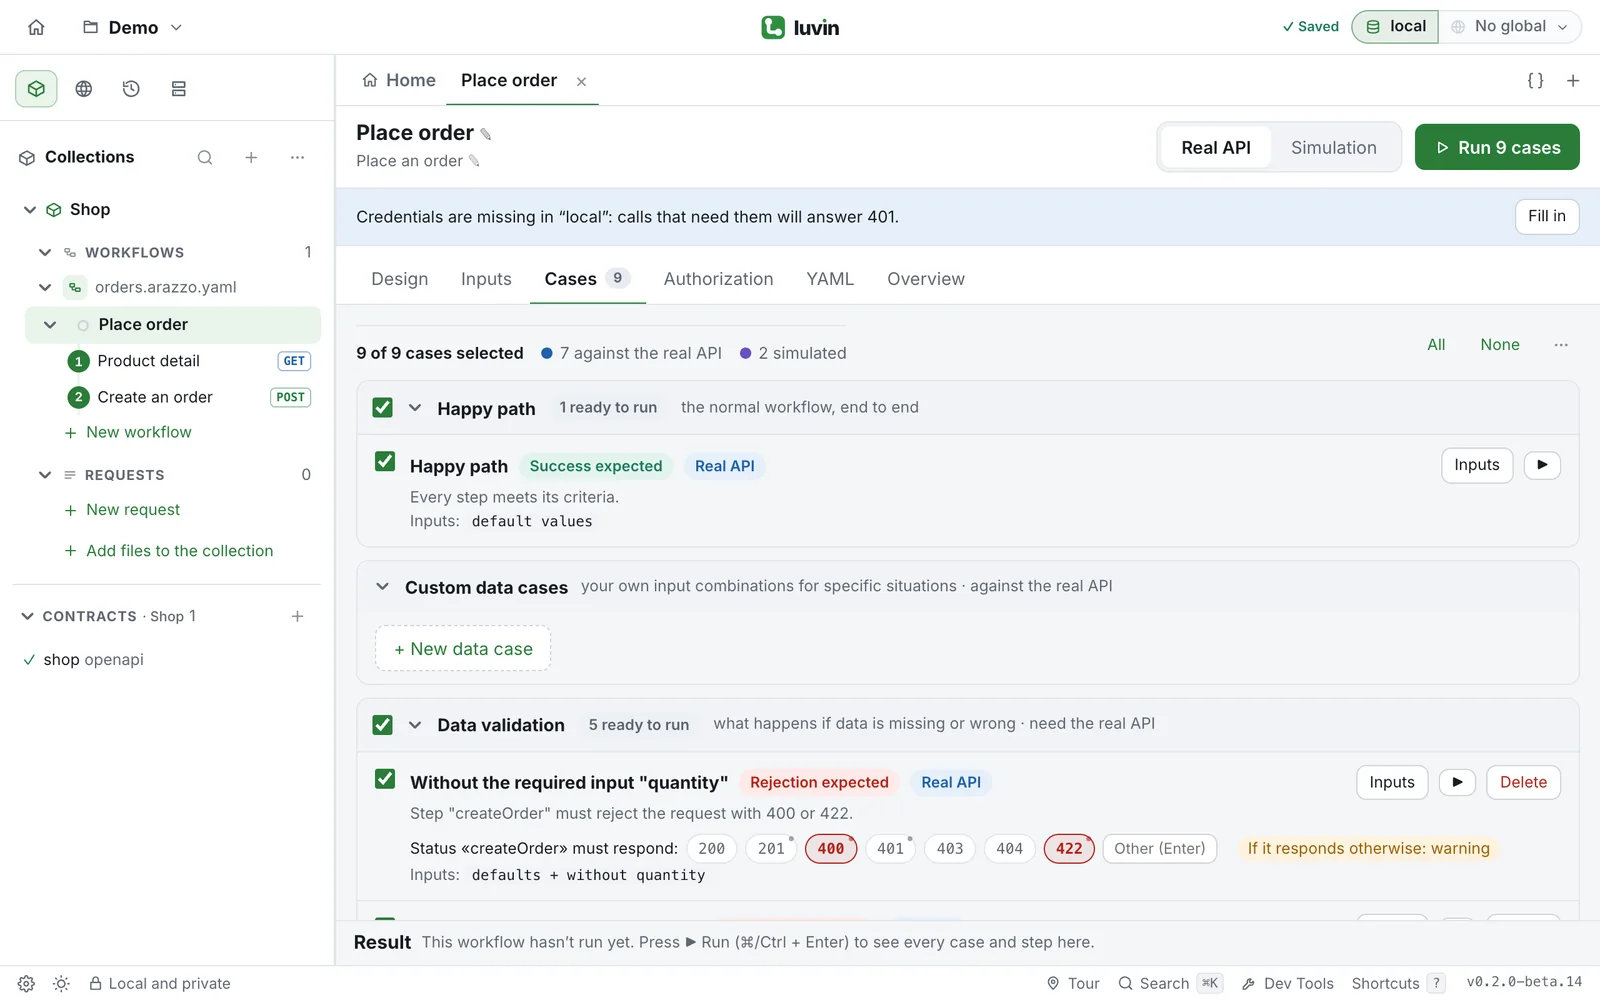 Demo
luvin
Saved
local
No global
Home
Place order
{ }
Collections
Shop
WORKFLOWS 1
orders.arazzo.yaml
Place order
1 Product detail GET
2 Create an order POST
+ New workflow
REQUESTS 0
+ New request
+ Add files to the collection
CONTRACTS · Shop 1
shop openapi
Place order
Place an order
Real API
Simulation
Run 9 cases
Credentials are missing in “local”: calls that need them will answer 401.
Fill in
Design
Inputs
Cases 9
Authorization
YAML
Overview
9 of 9 cases selected 7 against the real API 2 simulated
All
None
Happy path 1 ready to run the normal workflow, end to end
Happy path Success expected Real API
Inputs
Every step meets its criteria.
Inputs: default values
Custom data cases your own input combinations for specific situations · against the real API
+ New data case
Data validation 5 ready to run what happens if data is missing or wrong · need the real API
Without the required input "quantity" Rejection expected Real API
Inputs
Delete
Step "createOrder" must reject the request with 400 or 422.
Status «createOrder» must respond: 200 201 400 401 403 404 422 Other (Enter) If it responds otherwise: warning
Inputs: defaults + without quantity
Result This workflow hasn’t run yet. Press ▶ Run (⌘/Ctrl + Enter) to see every case and step here.
Local and private
Tour
Search ⌘K
Dev Tools
Shortcuts ?
v0.2.0-beta.14